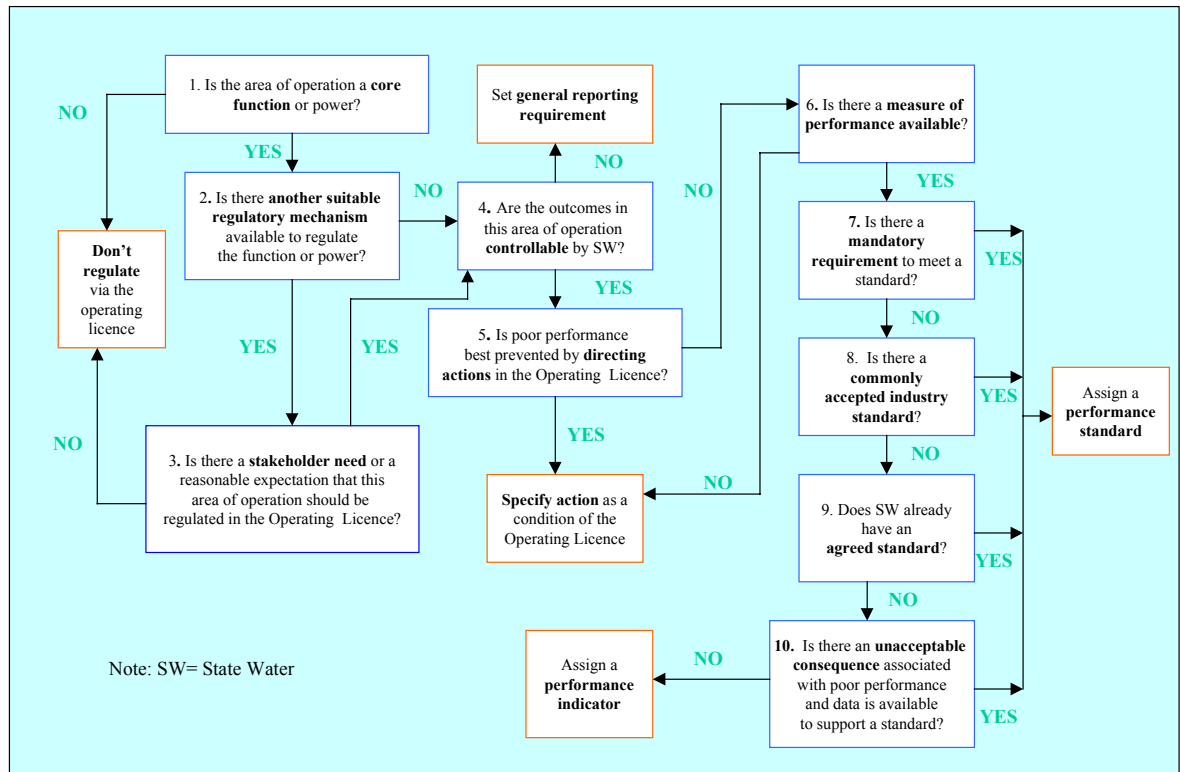 1. Is the area of operation a core
function or power?
NO
YES
2. Is there another suitable
regulatory mechanism
available to regulate
the function or power?
NO
YES
Don't
regulate
via the
operating
licence
NO
3. Is there a stakeholder need or a
reasonable expectation that this
area of operation should be
regulated in the Operating Licence?
YES
Set general reporting
requirement
NO
4. Are the outcomes in
this area of operation
controllable by SW?
YES
5. Is poor performance
best prevented by directing
actions in the Operating Licence?
NO
YES
Specify action as a
condition of the
Operating Licence
6. Is there a measure of
performance available?
NO
YES
7. Is there a
mandatory
requirement to meet a
standard?
YES
NO
8. Is there a
commonly
accepted industry
standard?
YES
NO
9. Does SW already
have an
agreed standard?
YES
NO
10. Is there an unacceptable
consequence associated
with poor performance
and data is available
to support a standard?
YES
NO
Assign a
performance
standard
Assign a
performance
indicator
Note: SW= State Water